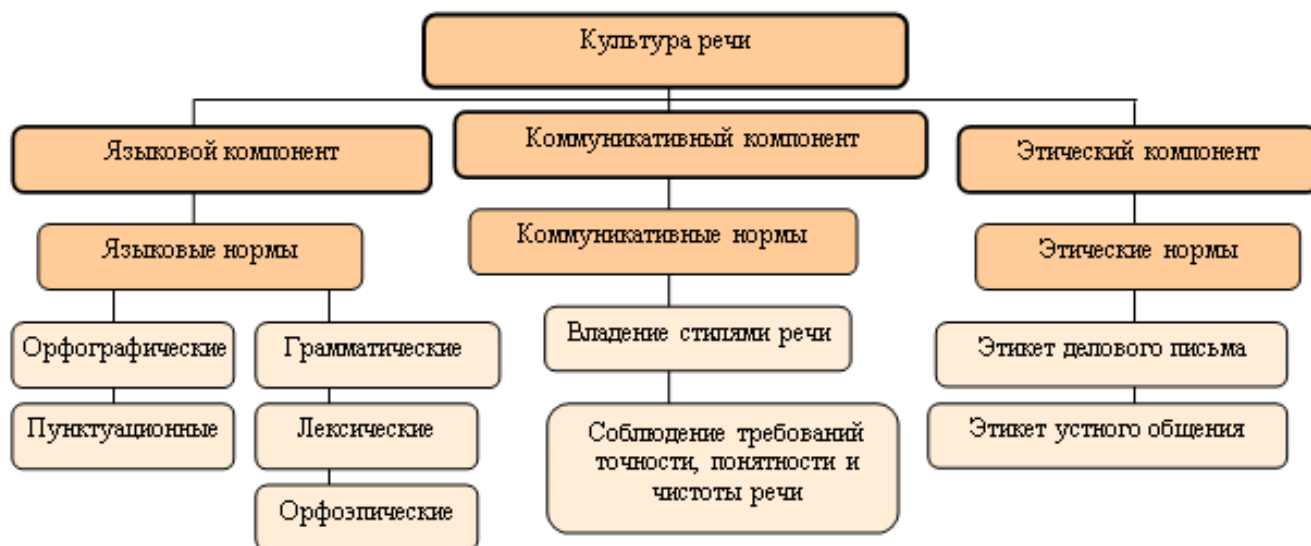 Культура речи
Языковой компонент
Коммуникативный компонент
Этический компонент
Языковые нормы
Коммуникативные нормы
Этические нормы
Орфографические
Грамматические
Владение стилями речи
Этикет делового письма
Пунктуационные
Лексические
Соблюдение требований
точности, понятности и
чистоты речи
Этикет устного общения
Орфоэпические